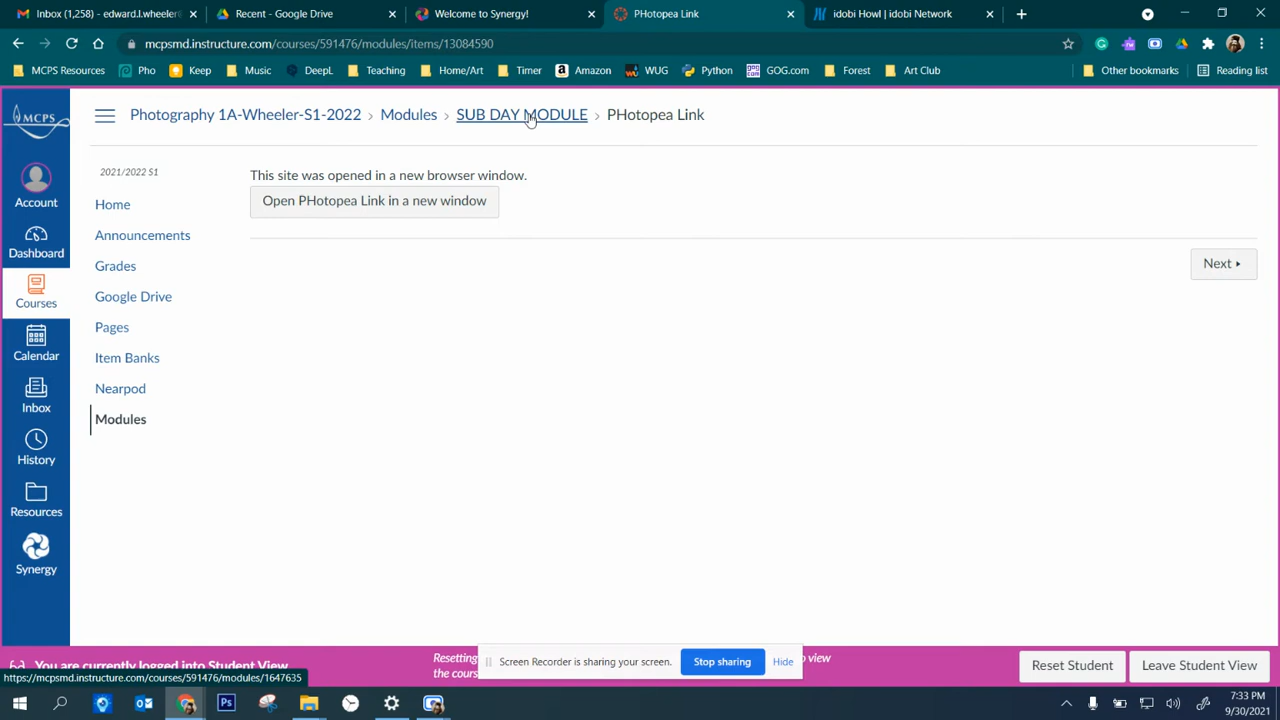 Inbox (1,258) - edward.l.wheeler@
Recent - Google Drive
Welcome to Synergy!
PHotopea Link
idobi Howl | idobi Network
mcpsmd.instructure.com/courses/591476/modules/items/13084590
MCPS Resources
Pho
Keep
Music
DeepL
Teaching
Home/Art
Timer
Amazon
WUG
Python
GOG.com
Forest
Art Club
Other bookmarks
Reading list
MCPS
Photography 1A-Wheeler-S1-2022 > Modules > SUB DAY MODULE > PHotopea Link
2021/2022 S1
This site was opened in a new browser window.
Open PHotopea Link in a new window
Next
Account
Dashboard
Courses
Calendar
Inbox
History
Resources
Synergy
Home
Announcements
Grades
Google Drive
Pages
Item Banks
Nearpod
Modules
You are currently logged into Student View
Resetting
the cours
o view
Screen Recorder is sharing your screen.
Stop sharing
Hide
Reset Student
Leave Student View
https://mcpsmd.instructure.com/courses/591476/modules/1647635
Ps
7:33 PM
9/30/2021